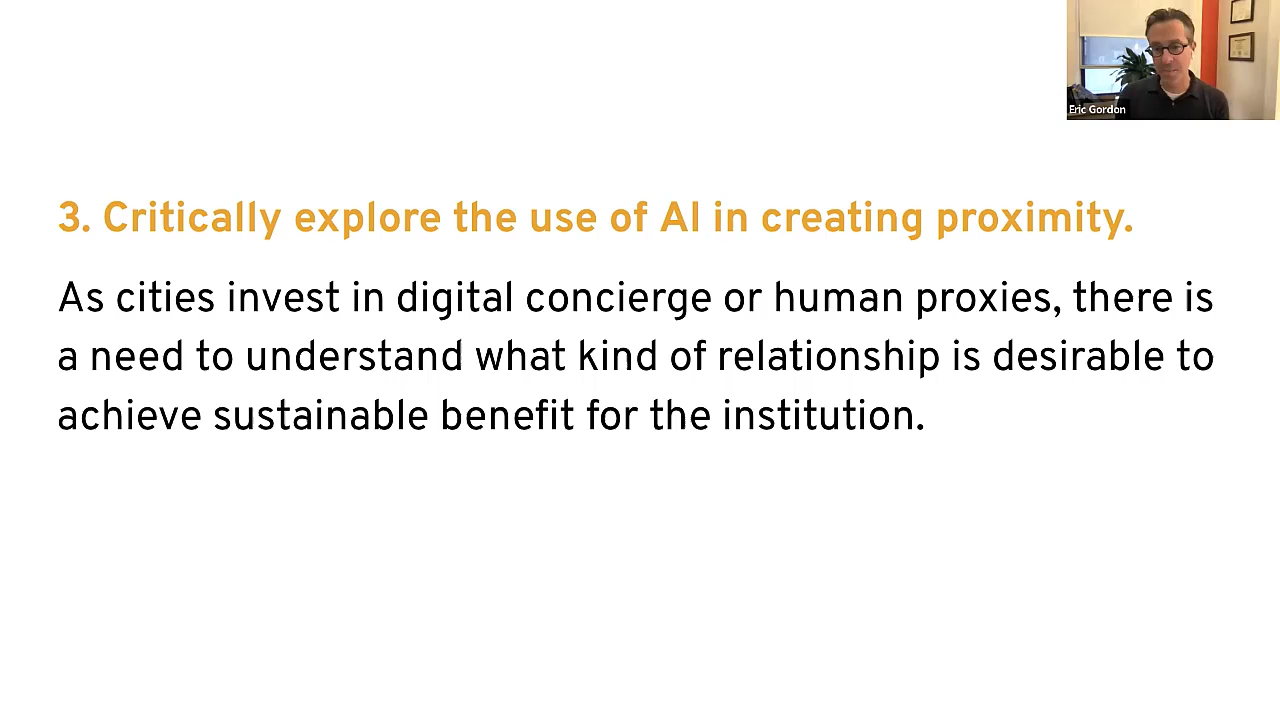 Eric Gordon
3. Critically explore the use of AI in creating proximity.
As cities invest in digital concierge or human proxies, there is
a need to understand what kind of relationship is desirable to
achieve sustainable benefit for the institution.